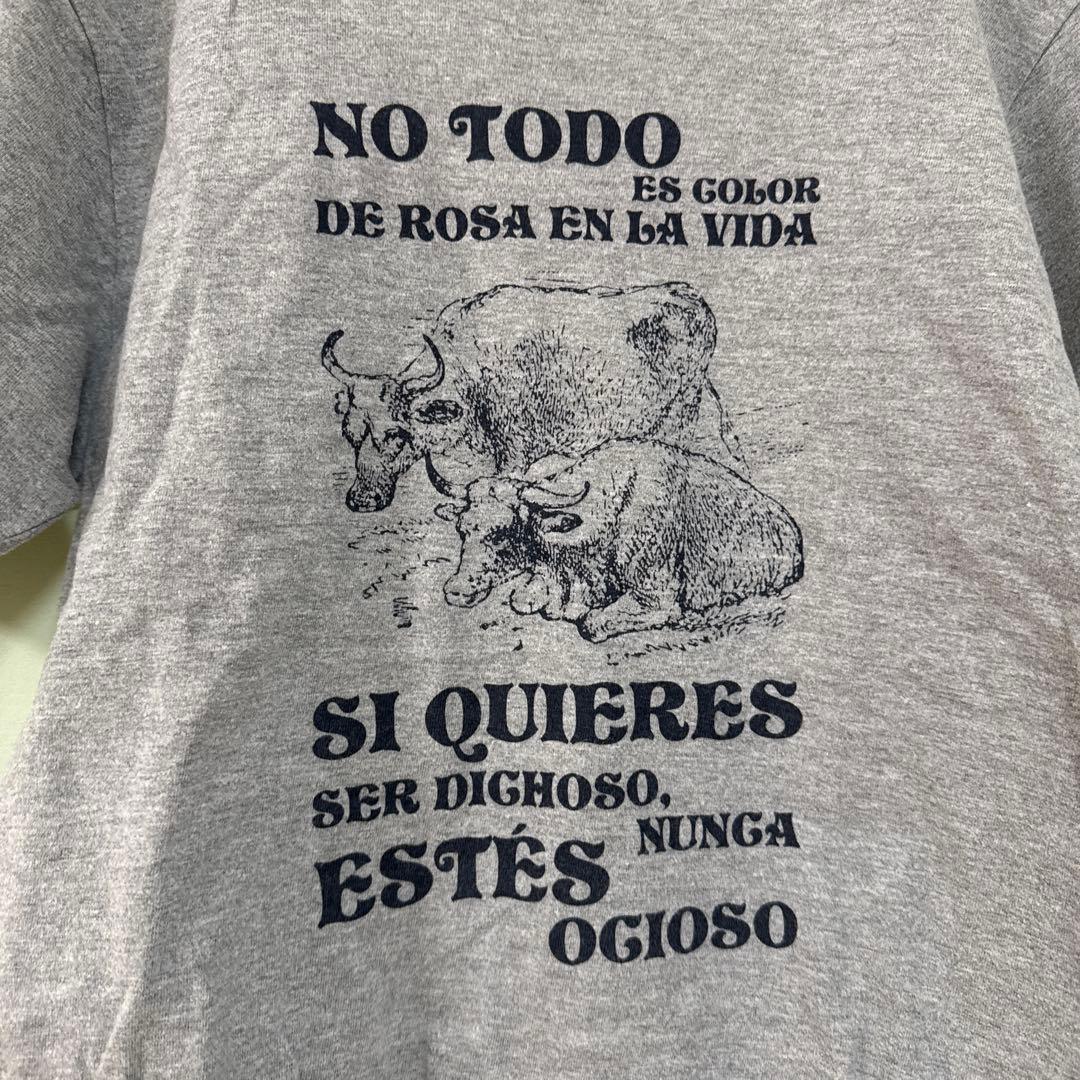 NO TODO
ES COLOR
DE ROSA EN LA VIDA
SI QUIERES
SER DICHOSO,
NUNCA
ESTÉS
OCIOSO